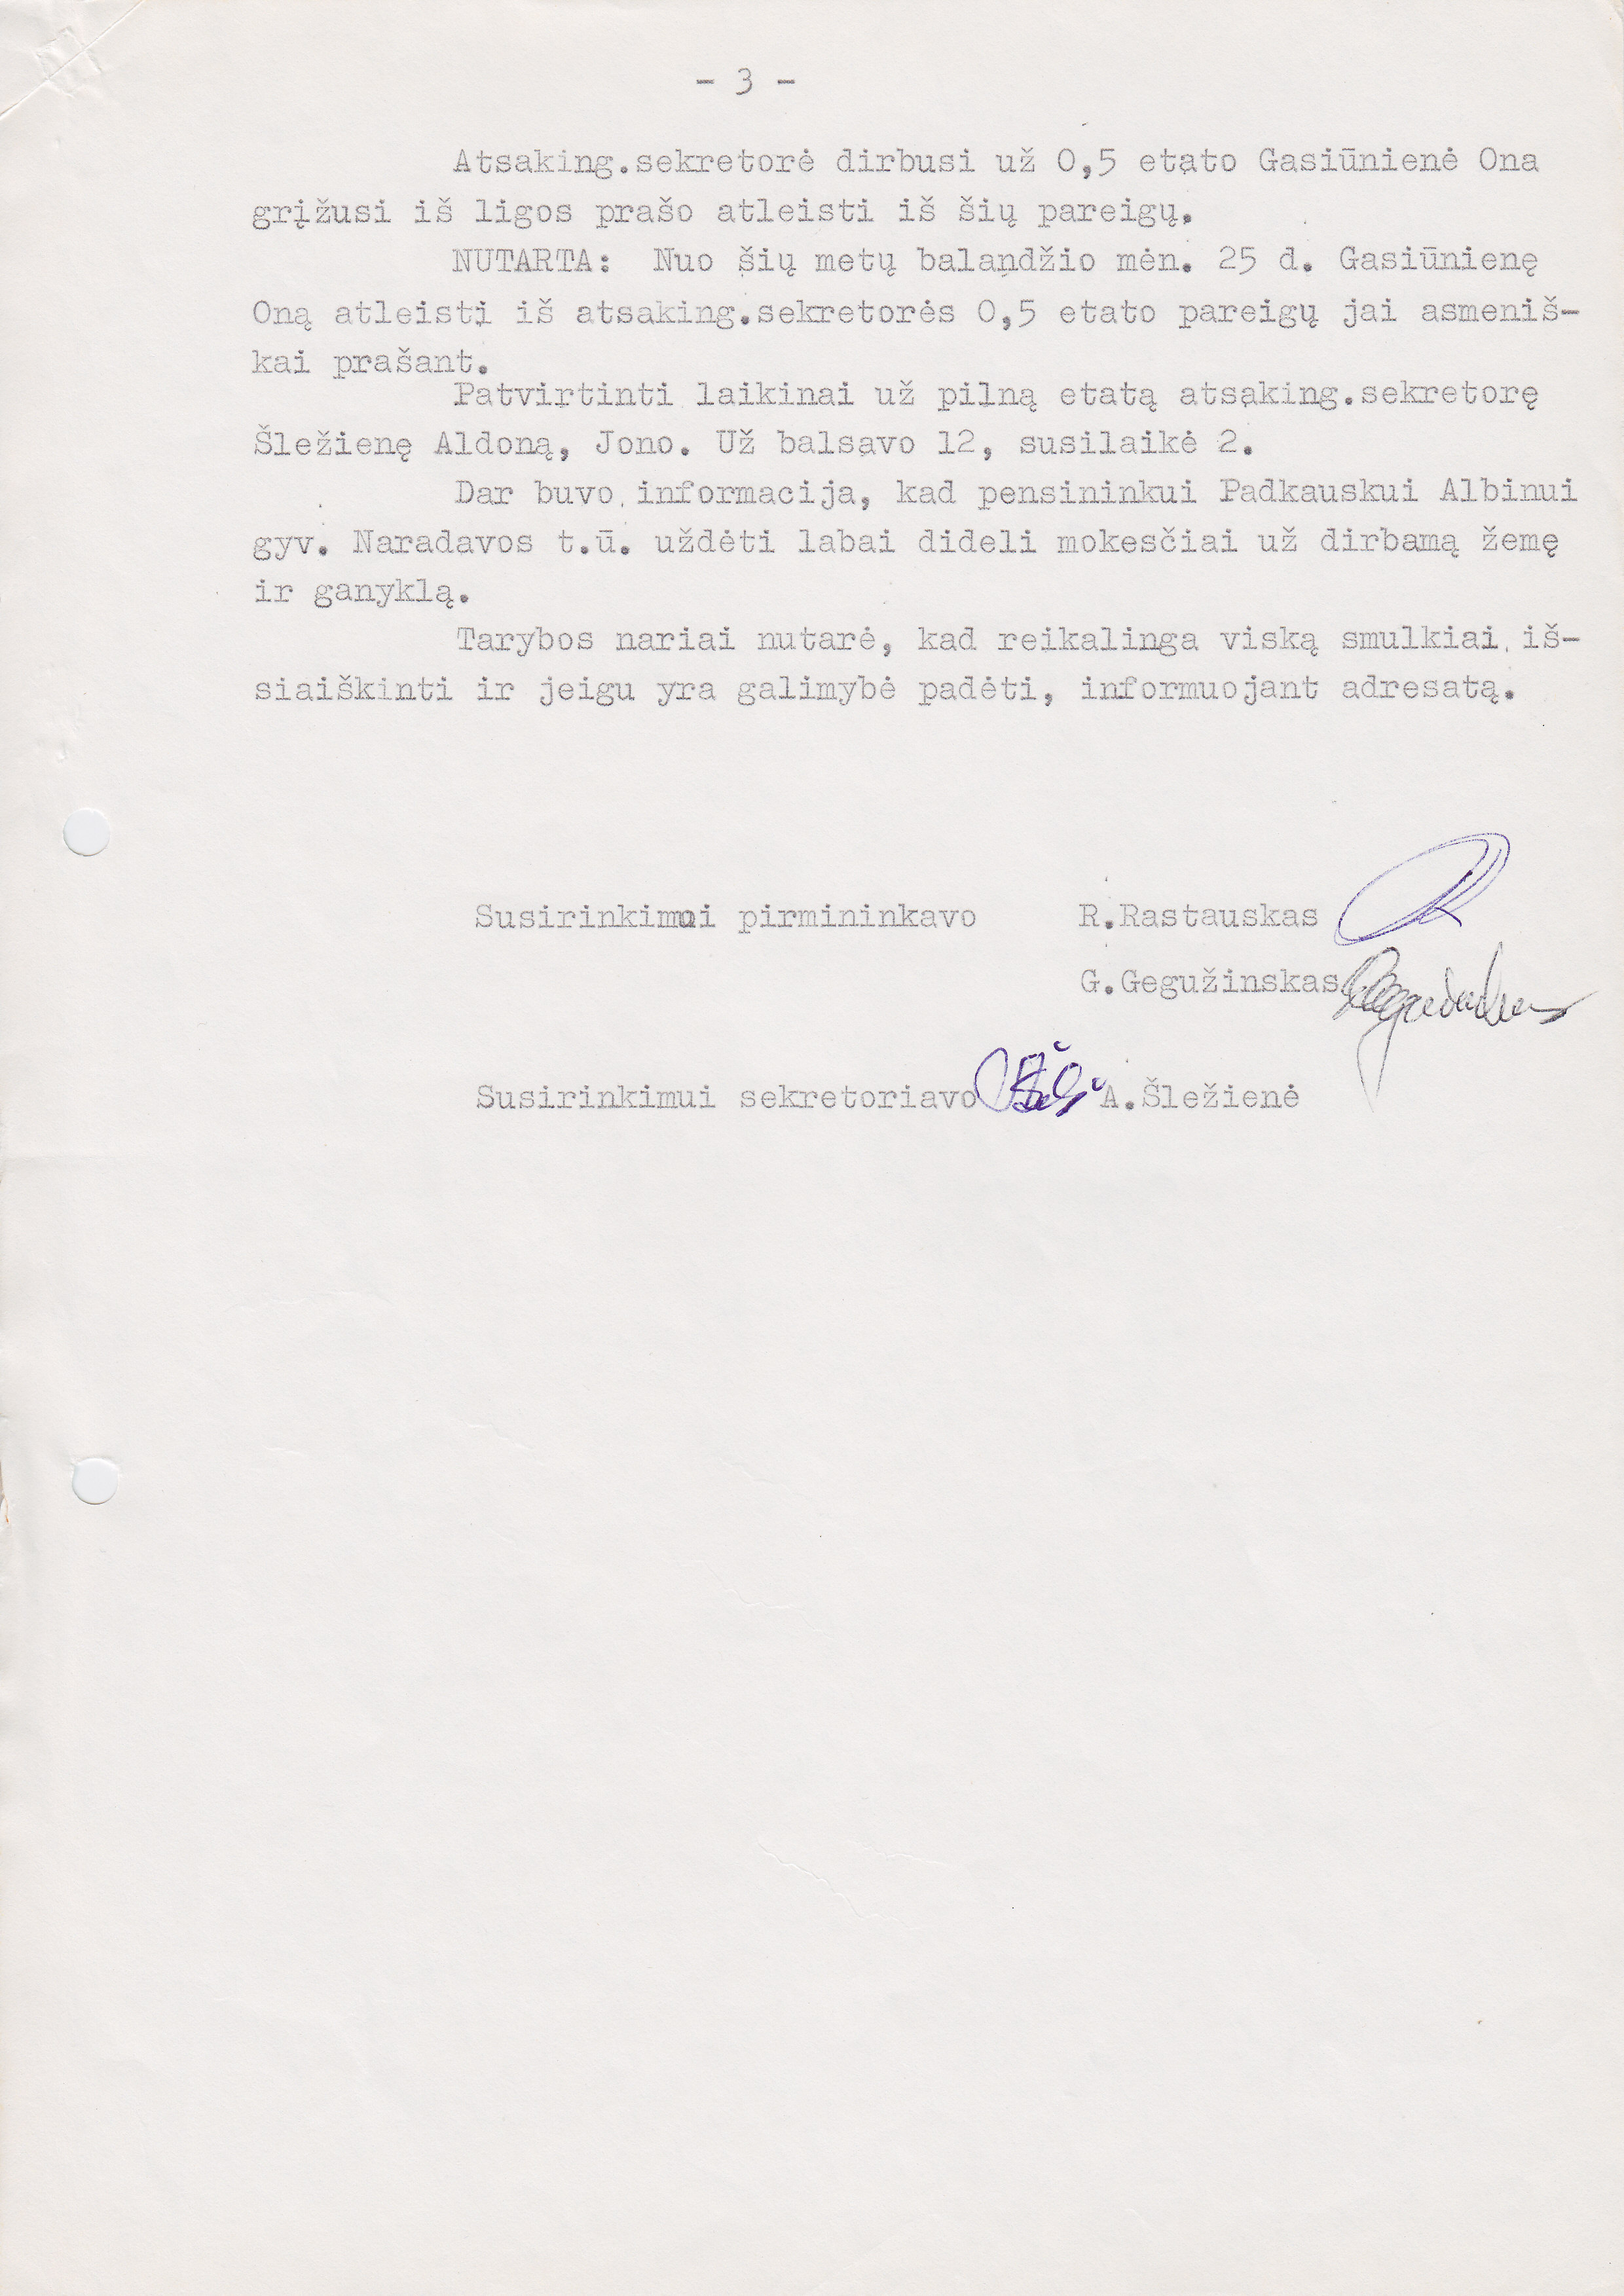 - 3 -
Atsaking.sekretorė dirbusi už 0,5 etato Gasiūnienė Ona
grįžusi iš ligos prašo atleisti iš šių pareigų.
NUTARTA: Nuo šių metų balandžio mėn. 25 d. Gasiūnienę
Oną atleisti iš atsaking.sekretorės 0,5 etato pareigų jai asmeniš-
kai prašant.
Patvirtinti laikinai už pilną etatą atsaking.sekretorę
Šležienę Aldoną, Jono. Už balsavo 12, susilaikė 2.
Dar buvo informacija, kad pensininkui Padkauskui Albinui
gyv. Naradavos t.ū. uždėti labai dideli mokesčiai už dirbamą žemę
ir ganyklą.
Tarybos nariai nutarė, kad reikalinga viską smulkiai iš-
siaiškinti ir jeigu yra galimybė padėti, informuojant adresatą.
Susirinkimui pirmininkavo R.Rastauskas
G.Gegužinskas
Susirinkimui sekretoriavo A.Šležienė